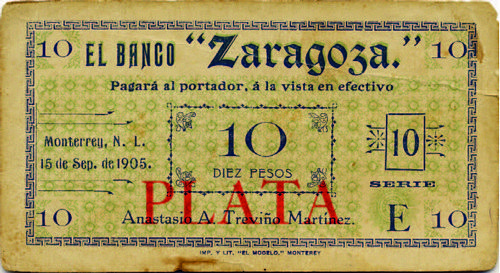 10 EL BANCO "Zaragoza." 10
Pagará al portador, á la vista en efectivo
Monterrey, N. L.
15 de Sep. de 1905.
10
DIEZ PESOS
10
SERIE
E
PLATA
Anastasio A. Treviño Martínez.
10
10
IMP. Y LIT. "EL MODELO," MONTERREY